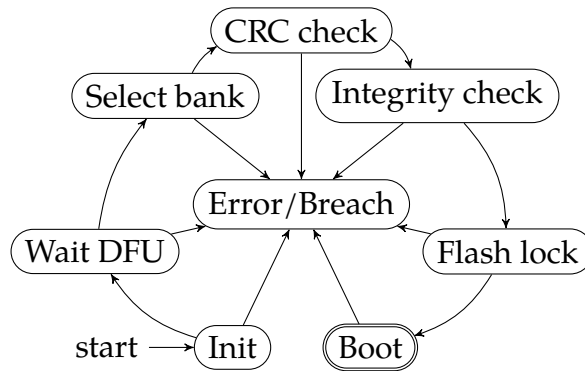 CRC check
Select bank
Integrity check
Error/Breach
Wait DFU
Flash lock
start
Init
Boot